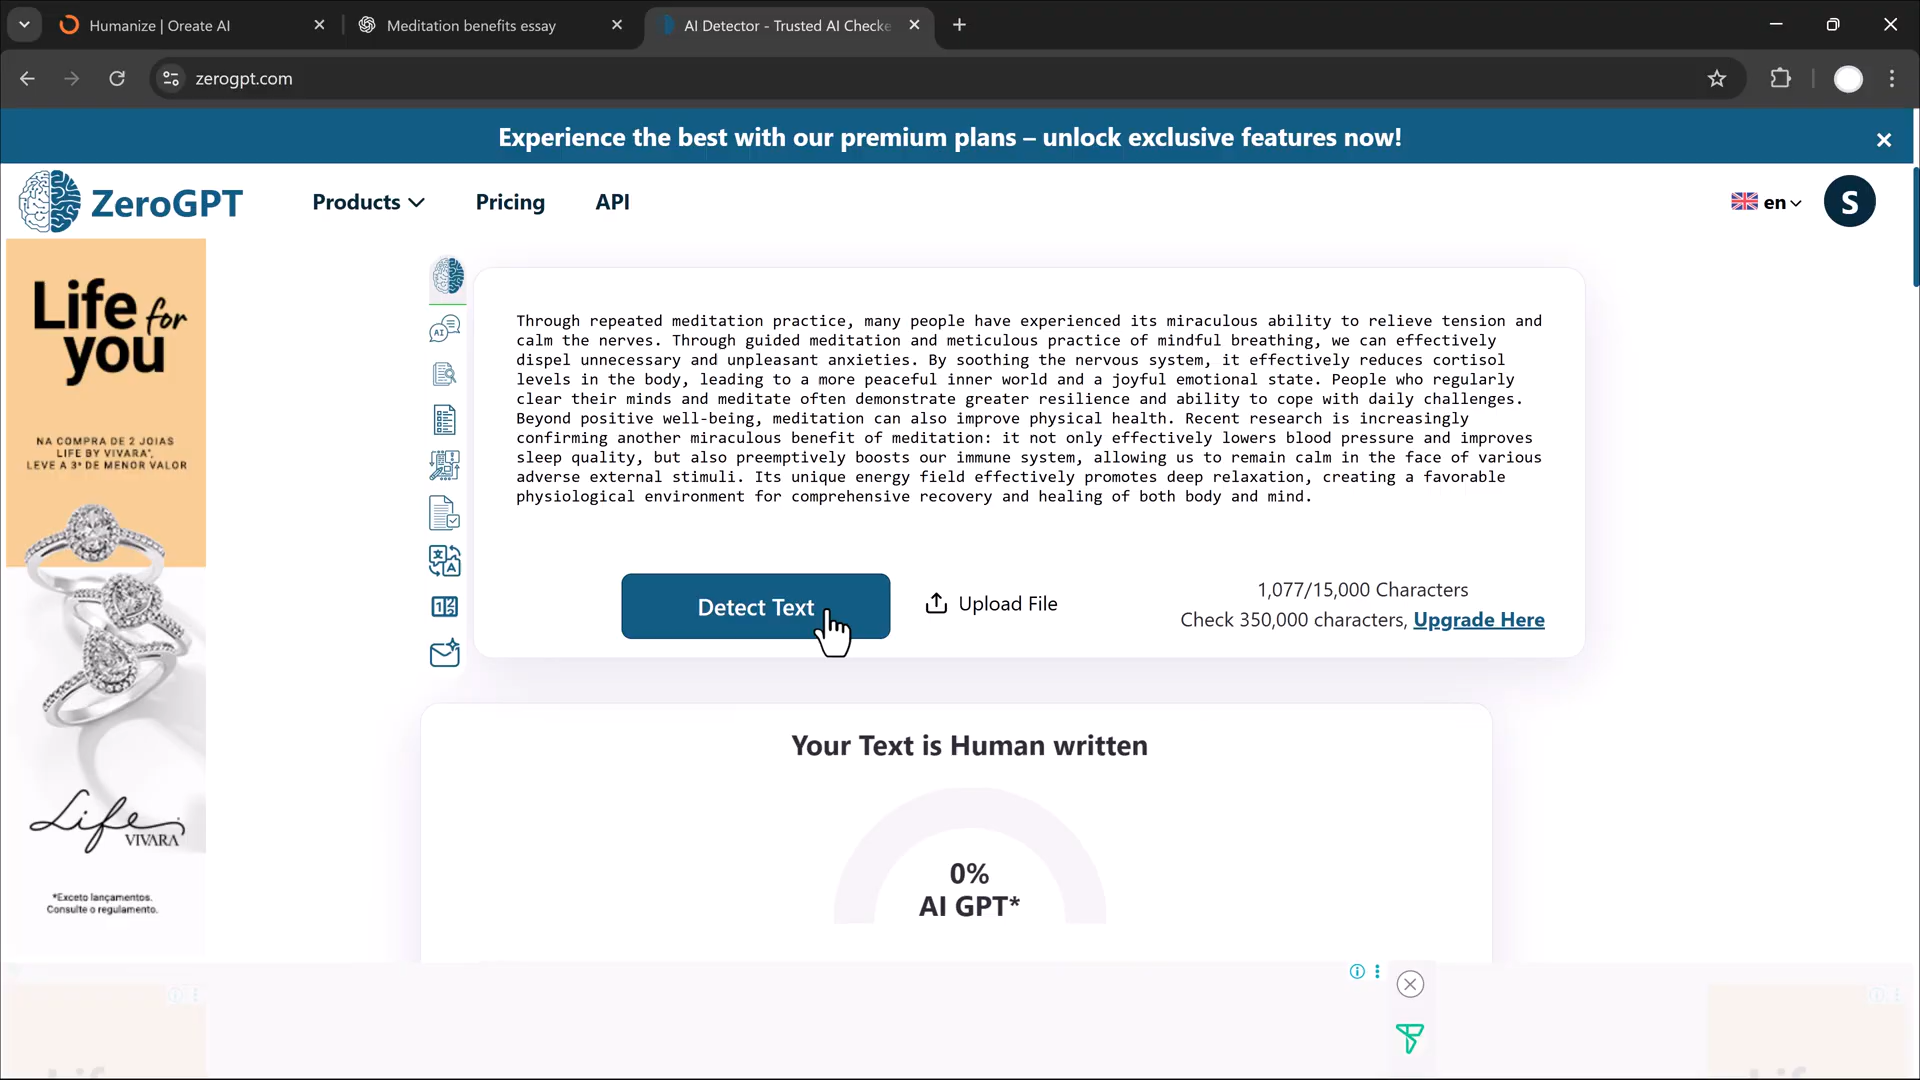 Humanize | Oreate AI
Meditation benefits essay
AI Detector - Trusted AI Checke
zerogpt.com
Experience the best with our premium plans – unlock exclusive features now!
ZeroGPT
Products
Pricing
API
en
S
Life for
you
NA COMPRA DE 2 JOIAS
LIFE BY VIVARA*,
LEVE A 3ª DE MENOR VALOR
Life
VIVARA
*Exceto lançamentos.
Consulte o regulamento.
Through repeated meditation practice, many people have experienced its miraculous ability to relieve tension and
calm the nerves. Through guided meditation and meticulous practice of mindful breathing, we can effectively
dispel unnecessary and unpleasant anxieties. By soothing the nervous system, it effectively reduces cortisol
levels in the body, leading to a more peaceful inner world and a joyful emotional state. People who regularly
clear their minds and meditate often demonstrate greater resilience and ability to cope with daily challenges.
Beyond positive well-being, meditation can also improve physical health. Recent research is increasingly
confirming another miraculous benefit of meditation: it not only effectively lowers blood pressure and improves
sleep quality, but also preemptively boosts our immune system, allowing us to remain calm in the face of various
adverse external stimuli. Its unique energy field effectively promotes deep relaxation, creating a favorable
physiological environment for comprehensive recovery and healing of both body and mind.
Detect Text
Upload File
1,077/15,000 Characters
Check 350,000 characters, Upgrade Here
Your Text is Human written
0%
AI GPT*